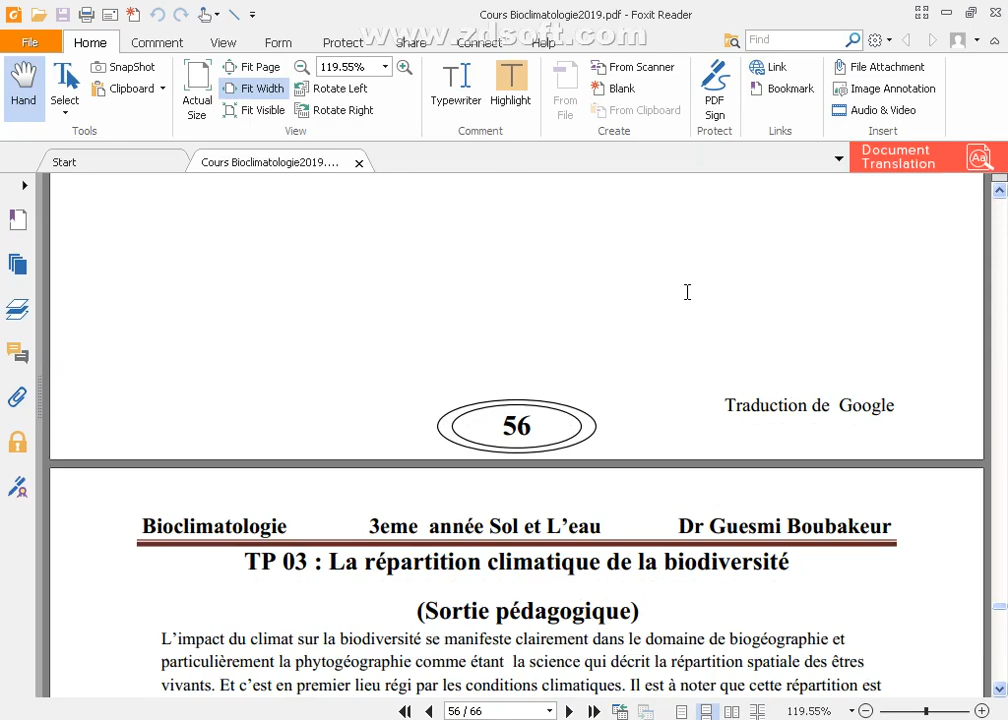 Cours Bioclimatologie2019.pdf - Foxit Reader
www.zdsoft.com
File Home Comment View Form Protect Share Connect Help Find
Hand Select SnapShot Clipboard
Tools
Actual Size Fit Page Fit Width Fit Visible 119.55% Rotate Left Rotate Right
View
Typewriter Highlight
Comment
From File From Scanner Blank From Clipboard
Create
PDF Sign
Protect
Link Bookmark
Links
File Attachment Image Annotation Audio & Video
Insert
Start Cours Bioclimatologie2019....
Document Translation
Traduction de Google
56
Bioclimatologie 3eme année Sol et L’eau Dr Guesmi Boubakeur
TP 03 : La répartition climatique de la biodiversité
(Sortie pédagogique)
L’impact du climat sur la biodiversité se manifeste clairement dans le domaine de biogéographie et
particulièrement la phytogéographie comme étant la science qui décrit la répartition spatiale des êtres
vivants. Et c’est en premier lieu régi par les conditions climatiques. Il est à noter que cette répartition est
56 / 66 119.55%